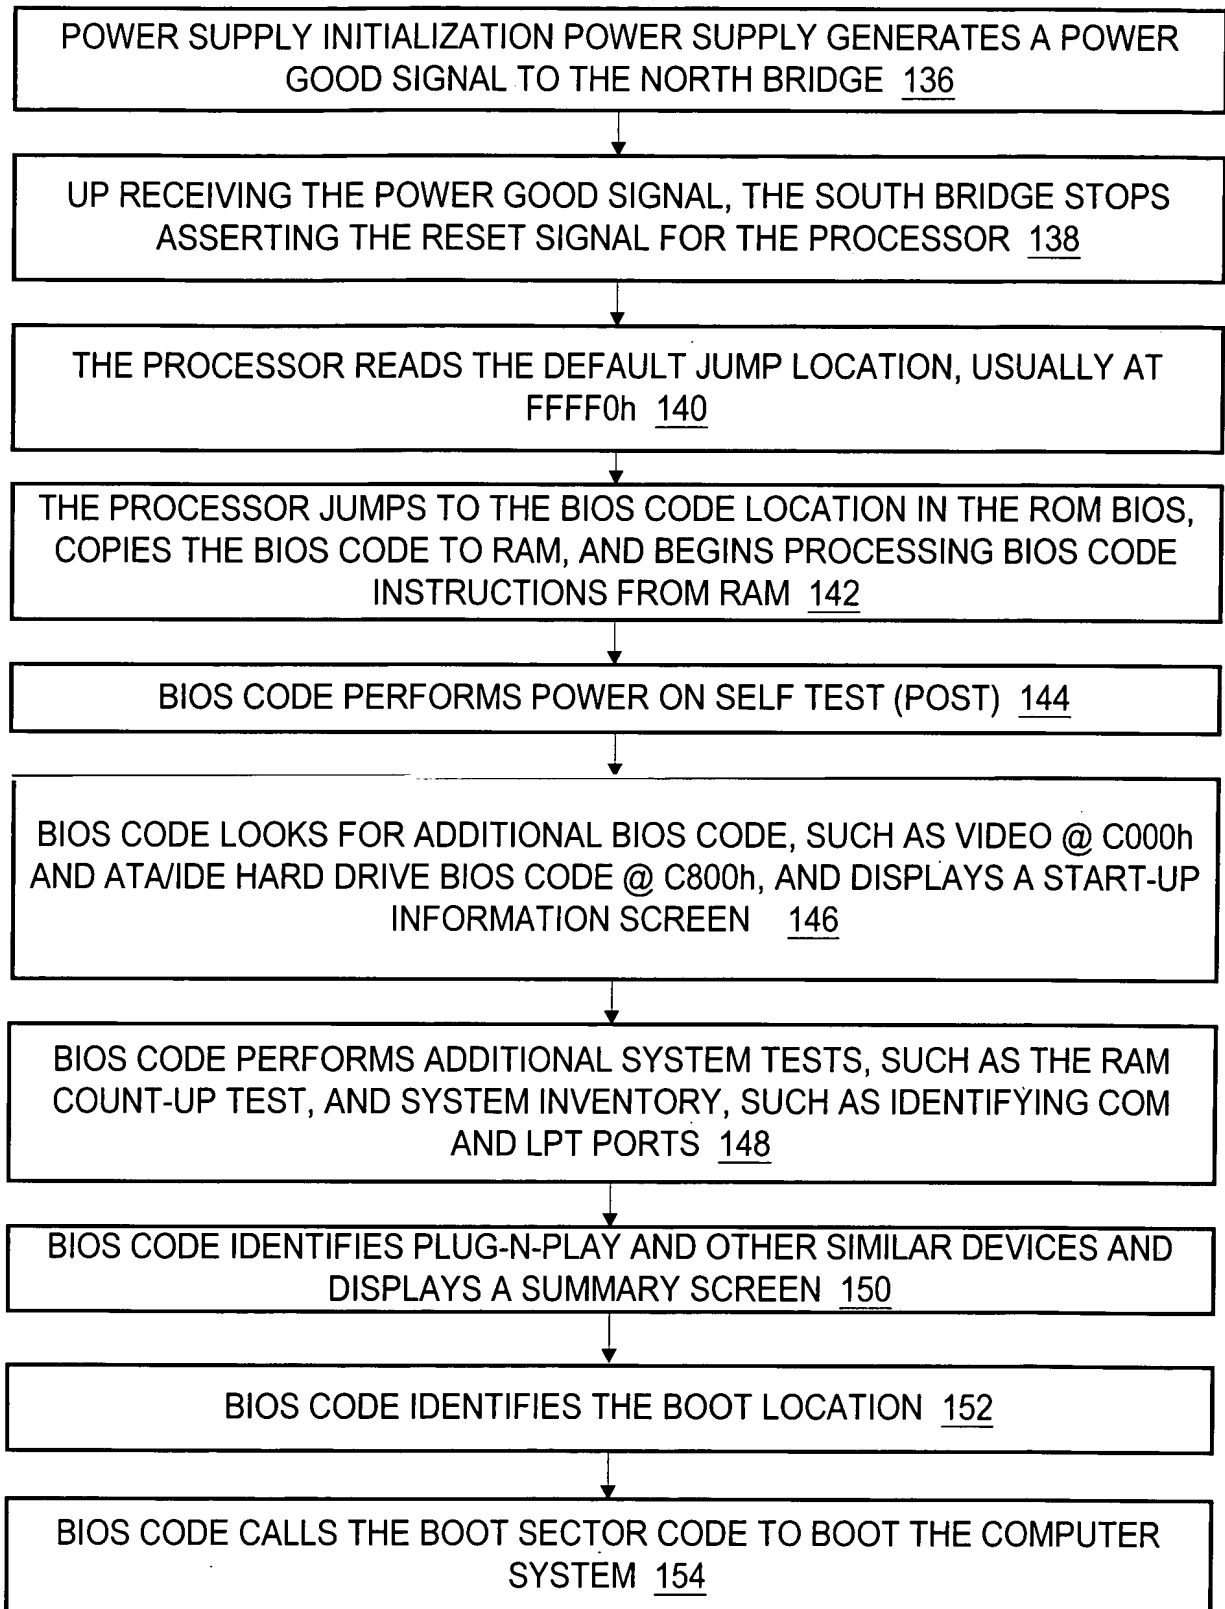 POWER SUPPLY INITIALIZATION POWER SUPPLY GENERATES A POWER
GOOD SIGNAL TO THE NORTH BRIDGE 136
UP RECEIVING THE POWER GOOD SIGNAL, THE SOUTH BRIDGE STOPS
ASSERTING THE RESET SIGNAL FOR THE PROCESSOR 138
THE PROCESSOR READS THE DEFAULT JUMP LOCATION, USUALLY AT
FFFF0h 140
THE PROCESSOR JUMPS TO THE BIOS CODE LOCATION IN THE ROM BIOS,
COPIES THE BIOS CODE TO RAM, AND BEGINS PROCESSING BIOS CODE
INSTRUCTIONS FROM RAM 142
BIOS CODE PERFORMS POWER ON SELF TEST (POST) 144
BIOS CODE LOOKS FOR ADDITIONAL BIOS CODE, SUCH AS VIDEO @ C000h
AND ATA/IDE HARD DRIVE BIOS CODE @ C800h, AND DISPLAYS A START-UP
INFORMATION SCREEN 146
BIOS CODE PERFORMS ADDITIONAL SYSTEM TESTS, SUCH AS THE RAM
COUNT-UP TEST, AND SYSTEM INVENTORY, SUCH AS IDENTIFYING COM
AND LPT PORTS 148
BIOS CODE IDENTIFIES PLUG-N-PLAY AND OTHER SIMILAR DEVICES AND
DISPLAYS A SUMMARY SCREEN 150
BIOS CODE IDENTIFIES THE BOOT LOCATION 152
BIOS CODE CALLS THE BOOT SECTOR CODE TO BOOT THE COMPUTER
SYSTEM 154